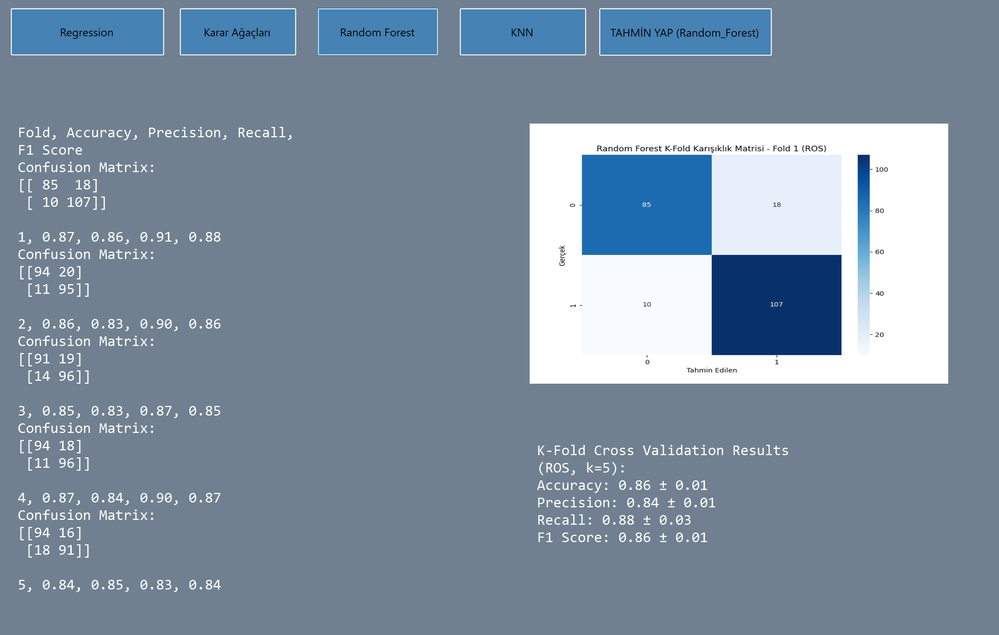 Regression
Karar Ağaçları
Random Forest
KNN
TAHMİN YAP (Random_Forest)
Fold, Accuracy, Precision, Recall,
F1 Score
Confusion Matrix:
[[ 85  18]
 [ 10 107]]
1, 0.87, 0.86, 0.91, 0.88
Confusion Matrix:
[[94 20]
 [11 95]]
2, 0.86, 0.83, 0.90, 0.86
Confusion Matrix:
[[91 19]
 [14 96]]
3, 0.85, 0.83, 0.87, 0.85
Confusion Matrix:
[[94 18]
 [11 96]]
4, 0.87, 0.84, 0.90, 0.87
Confusion Matrix:
[[94 16]
 [18 91]]
5, 0.84, 0.85, 0.83, 0.84
Random Forest K-Fold Karışıklık Matrisi - Fold 1 (ROS)
Gerçek
0
1
85
18
10
107
0
1
Tahmin Edilen
100
80
60
40
20
K-Fold Cross Validation Results
(ROS, k=5):
Accuracy: 0.86 ± 0.01
Precision: 0.84 ± 0.01
Recall: 0.88 ± 0.03
F1 Score: 0.86 ± 0.01